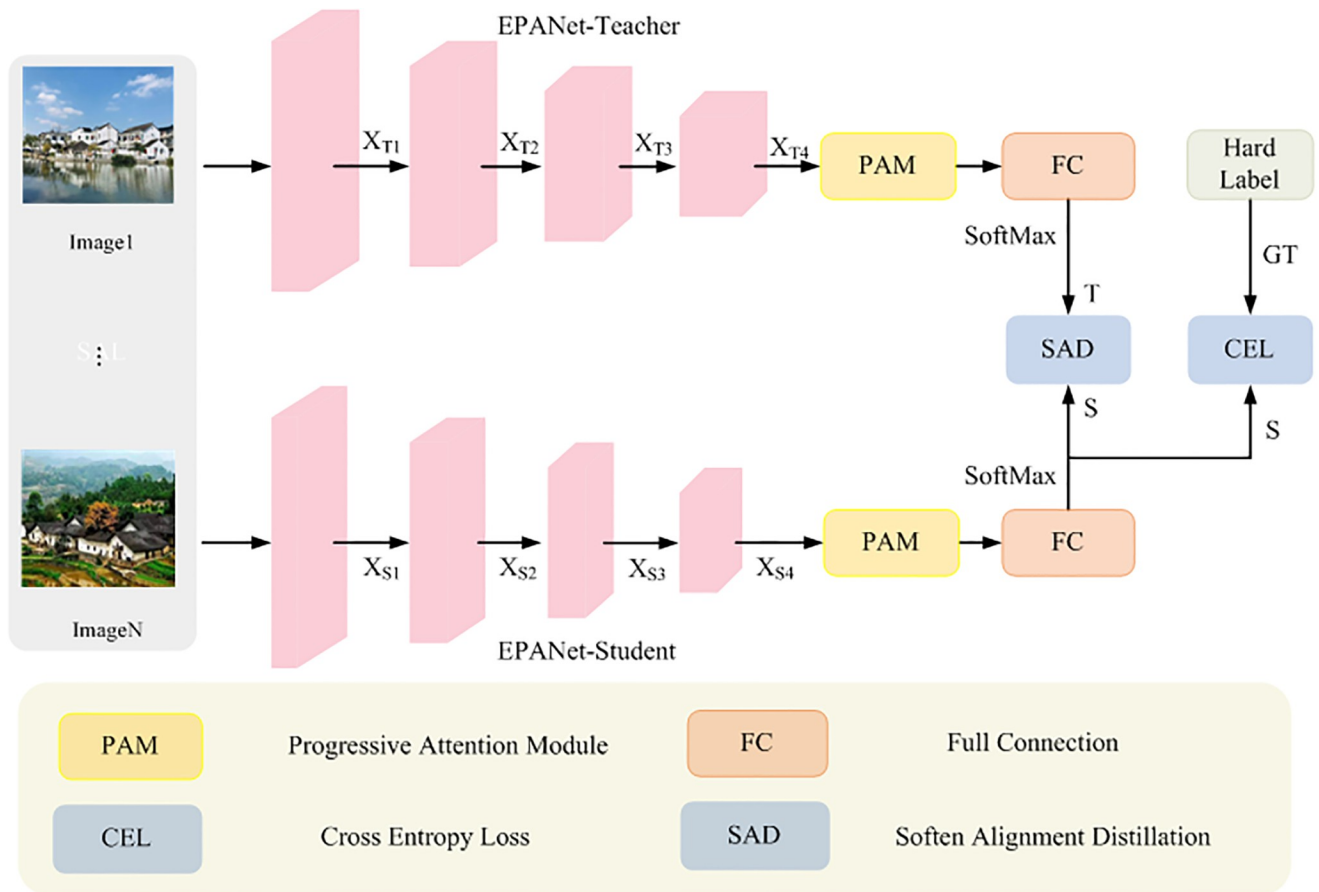 EPANet-Teacher
Image1
X_T1
X_T2
X_T3
X_T4
PAM
FC
Hard
Label
SoftMax
GT
T
SAL
⋮
SAD
CEL
S
S
SoftMax
ImageN
X_S1
X_S2
X_S3
X_S4
PAM
FC
EPANet-Student
PAM
Progressive Attention Module
FC
Full Connection
CEL
Cross Entropy Loss
SAD
Soften Alignment Distillation